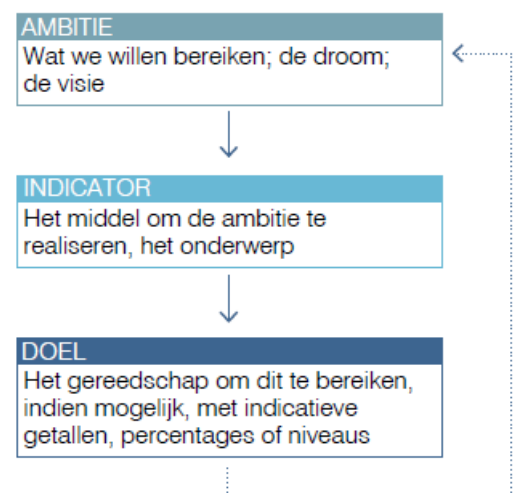 AMBITIE
Wat we willen bereiken; de droom;
de visie
INDICATOR
Het middel om de ambitie te
realiseren, het onderwerp
DOEL
Het gereedschap om dit te bereiken,
indien mogelijk, met indicatieve
getallen, percentages of niveaus